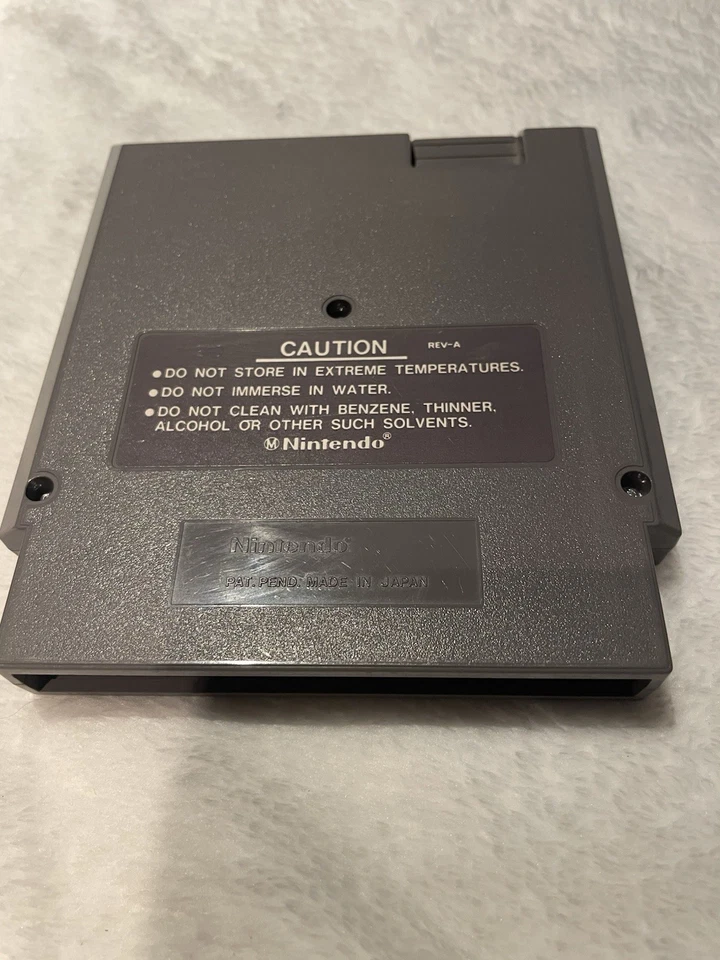 CAUTION REV-A
●DO NOT STORE IN EXTREME TEMPERATURES.
●DO NOT IMMERSE IN WATER.
●DO NOT CLEAN WITH BENZENE, THINNER,
ALCOHOL OR OTHER SUCH SOLVENTS.
Ⓜ Nintendo®
Nintendo
PAT. PEND. MADE IN JAPAN